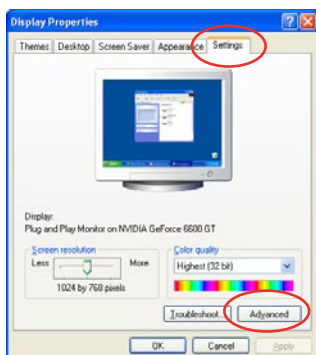 Display Properties
Themes Desktop Screen Saver Appearance Settings
Display:
Plug and Play Monitor on NVIDIA GeForce 6600 GT
Screen resolution
Less More
1024 by 768 pixels
Color quality
Highest (32 bit)
Troubleshoot...
Advanced
OK Cancel Apply